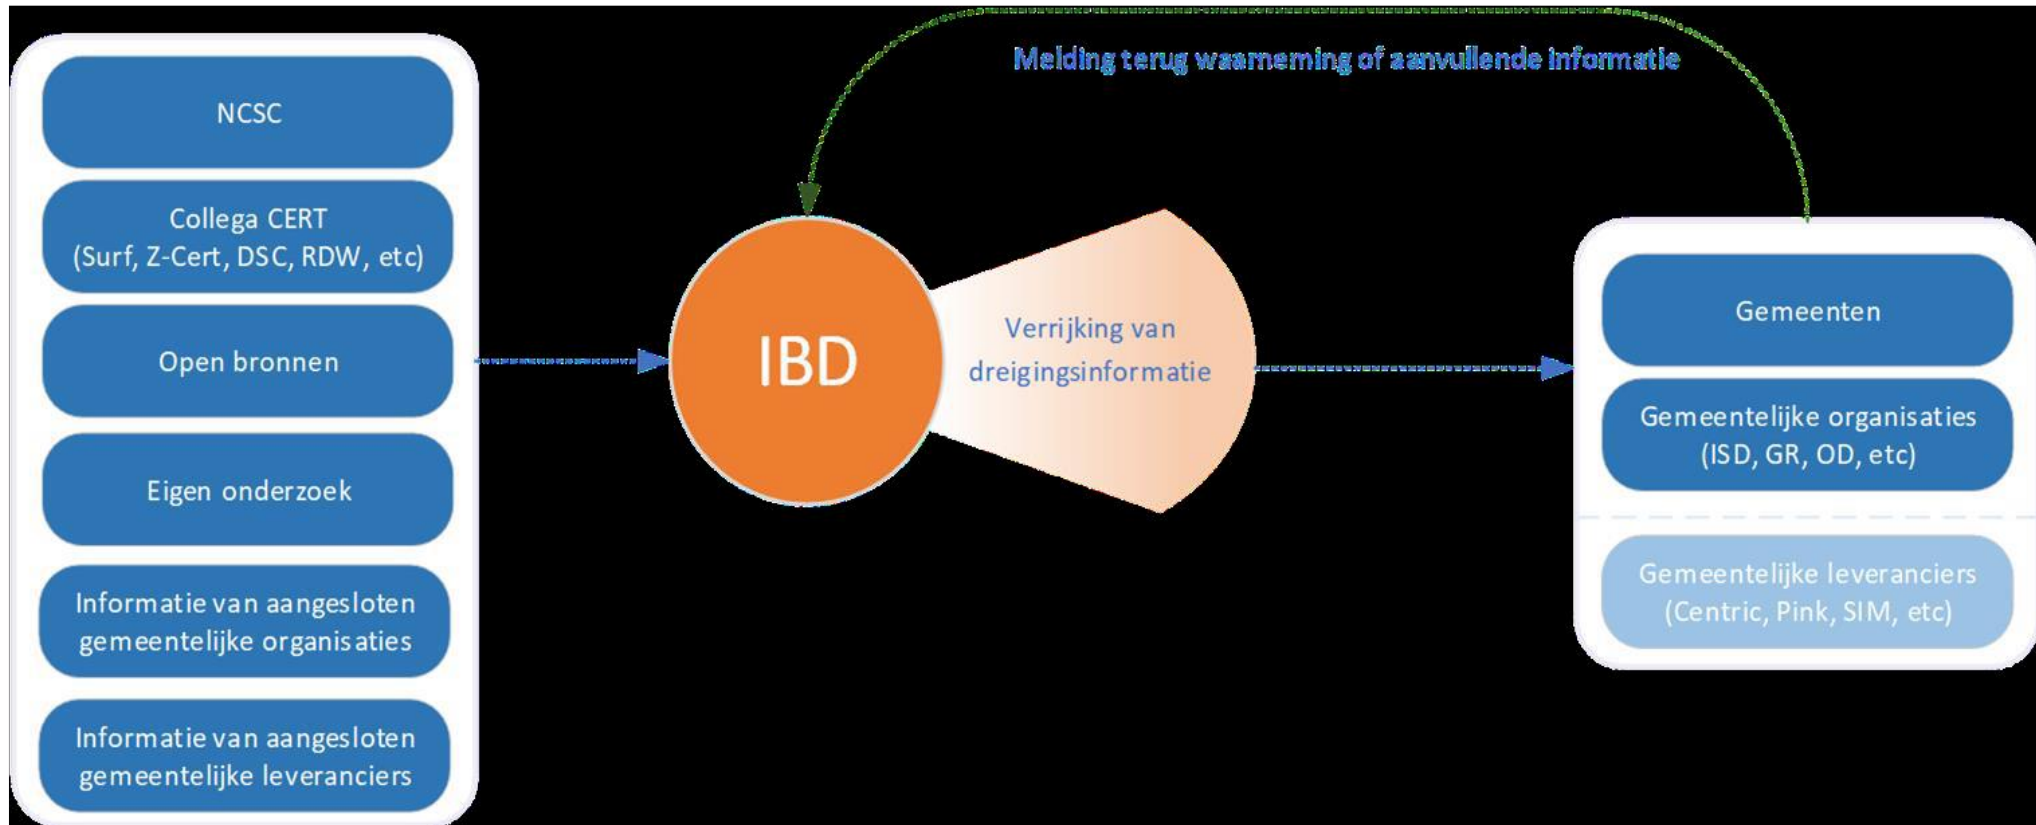 NCSC
Collega CERT
(Surf, Z-Cert, DSC, RDW, etc)
Open bronnen
Eigen onderzoek
Informatie van aangesloten
gemeentelijke organisaties
Informatie van aangesloten
gemeentelijke leveranciers
IBD
Verrijking van
dreigingsinformatie
Melding terug waarneming of aanvullende informatie
Gemeenten
Gemeentelijke organisaties
(ISD, GR, OD, etc)
Gemeentelijke leveranciers
(Centric, Pink, SIM, etc)